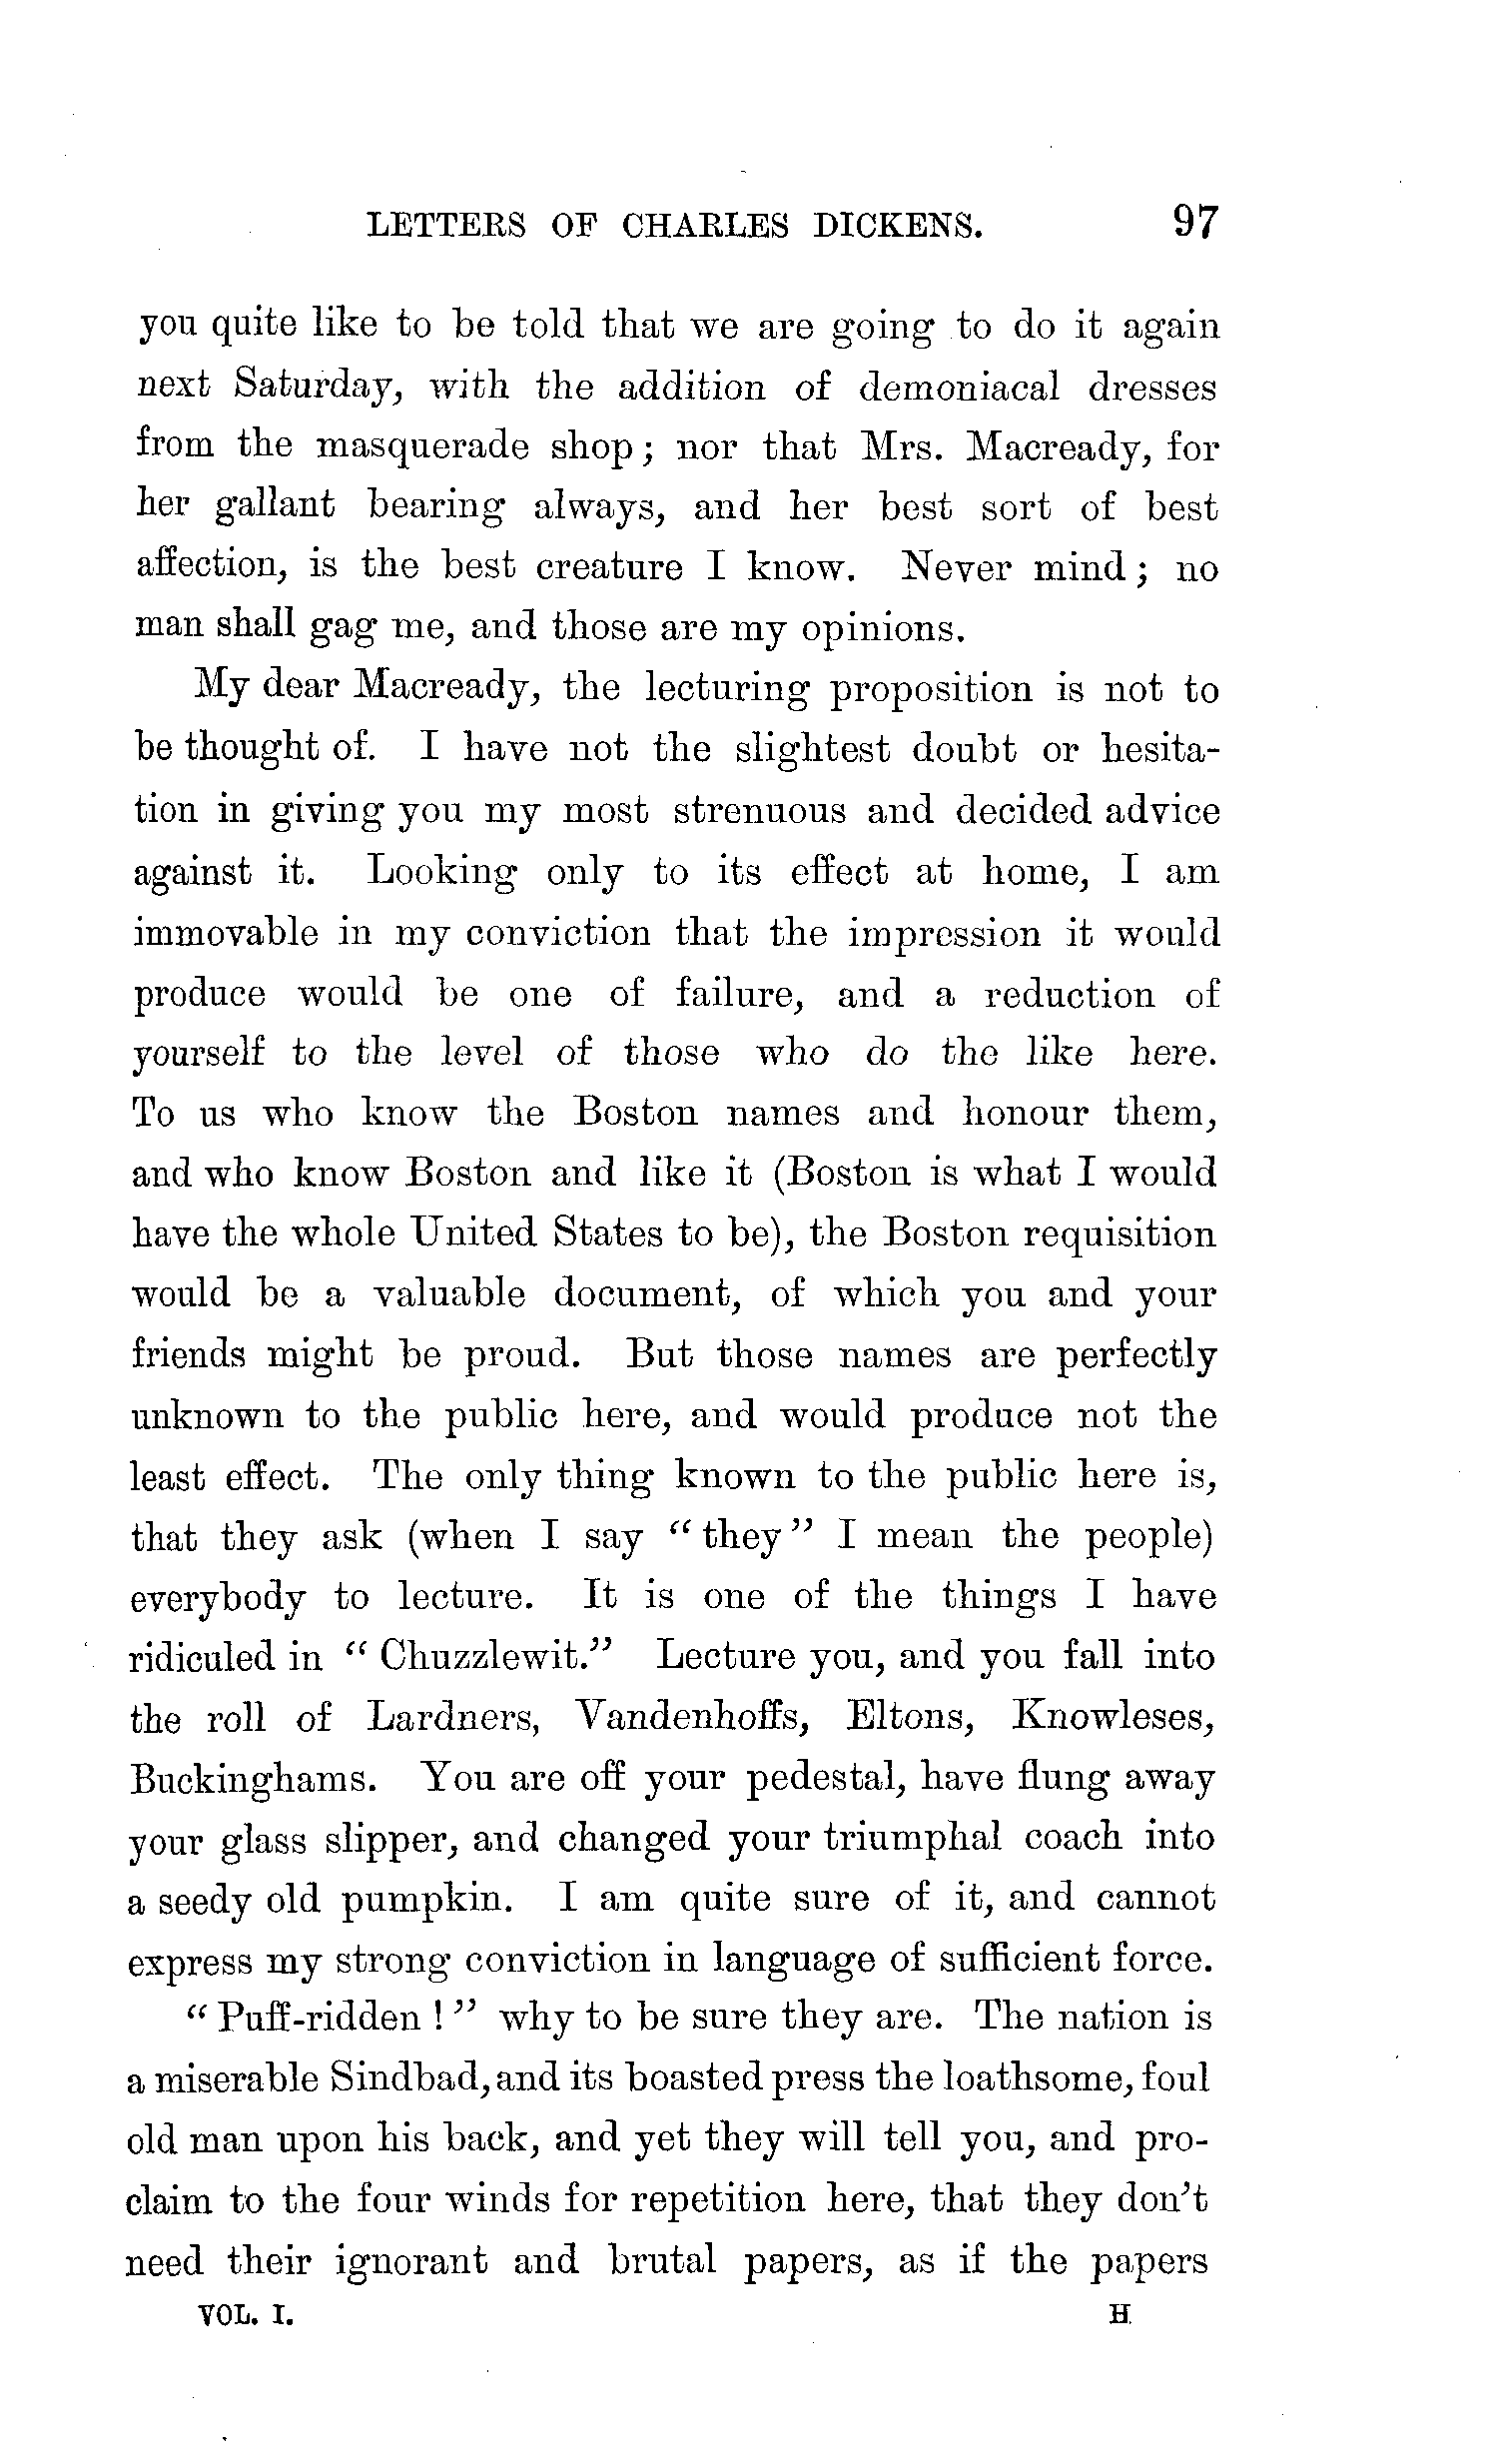 LETTERS OF CHARLES DICKENS. 97
you quite like to be told that we are going to do it again
next Saturday, with the addition of demoniacal dresses
from the masquerade shop; nor that Mrs. Macready, for
her gallant bearing always, and her best sort of best
affection, is the best creature I know. Never mind; no
man shall gag me, and those are my opinions.
My dear Macready, the lecturing proposition is not to
be thought of. I have not the slightest doubt or hesita-
tion in giving you my most strenuous and decided advice
against it. Looking only to its effect at home, I am
immovable in my conviction that the impression it would
produce would be one of failure, and a reduction of
yourself to the level of those who do the like here.
To us who know the Boston names and honour them,
and who know Boston and like it (Boston is what I would
have the whole United States to be), the Boston requisition
would be a valuable document, of which you and your
friends might be proud. But those names are perfectly
unknown to the public here, and would produce not the
least effect. The only thing known to the public here is,
that they ask (when I say "they" I mean the people)
everybody to lecture. It is one of the things I have
ridiculed in "Chuzzlewit." Lecture you, and you fall into
the roll of Lardners, Vandenhoffs, Eltons, Knowleses,
Buckinghams. You are off your pedestal, have flung away
your glass slipper, and changed your triumphal coach into
a seedy old pumpkin. I am quite sure of it, and cannot
express my strong conviction in language of sufficient force.
"Puff-ridden!" why to be sure they are. The nation is
a miserable Sindbad, and its boasted press the loathsome, foul
old man upon his back, and yet they will tell you, and pro-
claim to the four winds for repetition here, that they don't
need their ignorant and brutal papers, as if the papers
VOL. I. H